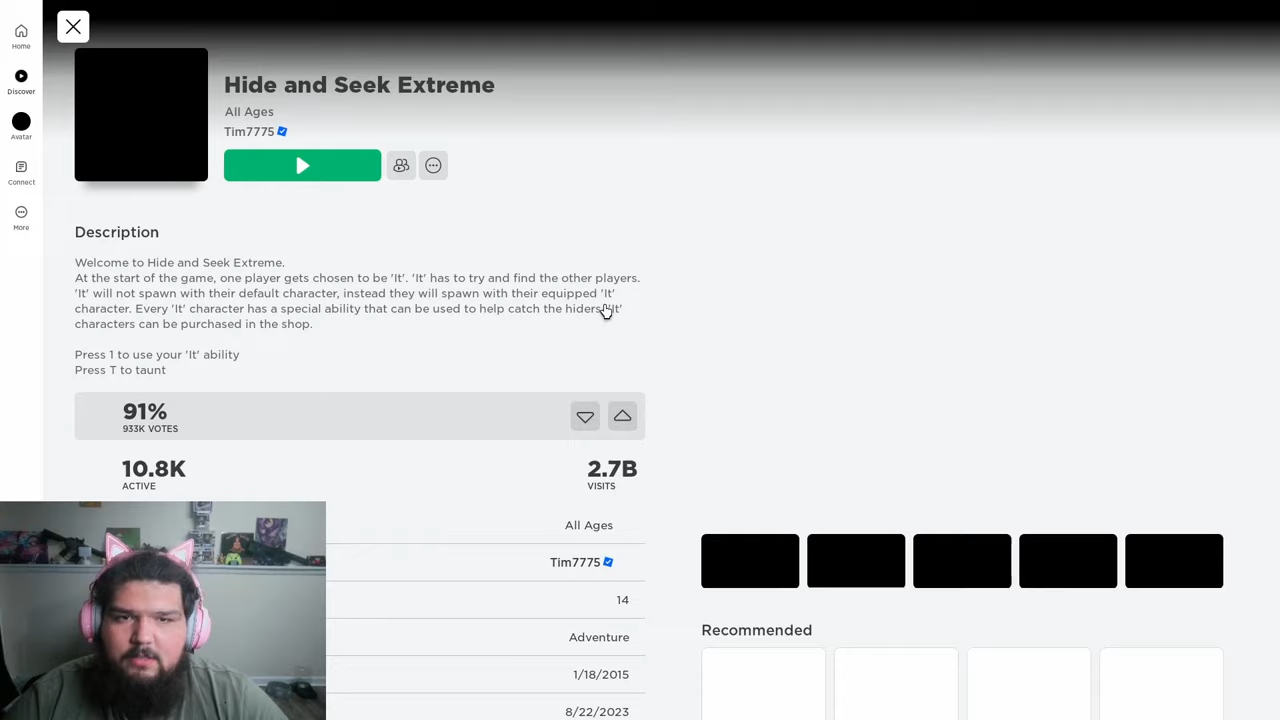 Home
Discover
Avatar
Connect
More
Hide and Seek Extreme
All Ages
Tim7775
Description
Welcome to Hide and Seek Extreme.
At the start of the game, one player gets chosen to be 'It'. 'It' has to try and find the other players.
'It' will not spawn with their default character, instead they will spawn with their equipped 'It'
character. Every 'It' character has a special ability that can be used to help catch the hiders. 'It'
characters can be purchased in the shop.
Press 1 to use your 'It' ability
Press T to taunt
91%
933K VOTES
10.8K
ACTIVE
2.7B
VISITS
All Ages
Tim7775
14
Adventure
1/18/2015
8/22/2023
Recommended